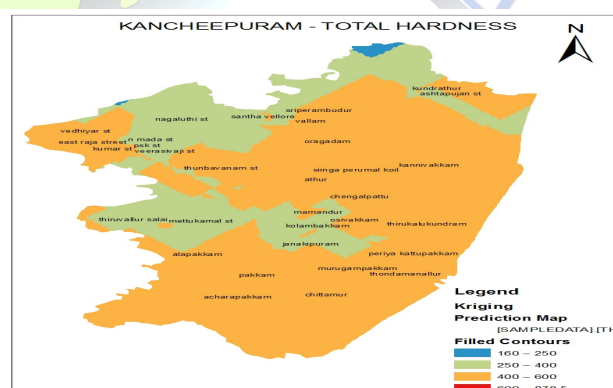 KANCHEEPURAM - TOTAL HARDNESS
N
kundrathur
ashtapujan st
sriperambudur
santha vellore
vallam
nagaluthi st
vedhiyar st
n mada st
east raja street
psk st
kumar st
veerasivaji st
oragadam
thunbavanam st
siinga perumal koil
kannivakkam
athur
chengalpattu
mamandur
thiruvallur salai
mettukamal st
osivakkam
kolambakkam
thirukalukundram
janakipuram
alapakkam
periya kattupakkam
murugampakkam
thondamanallur
pakkam
acharapakkam
chittamur
Legend
Kriging
Prediction Map
[SAMPLEDATA].[TH
Filled Contours
160 – 250
250 – 400
400 – 600